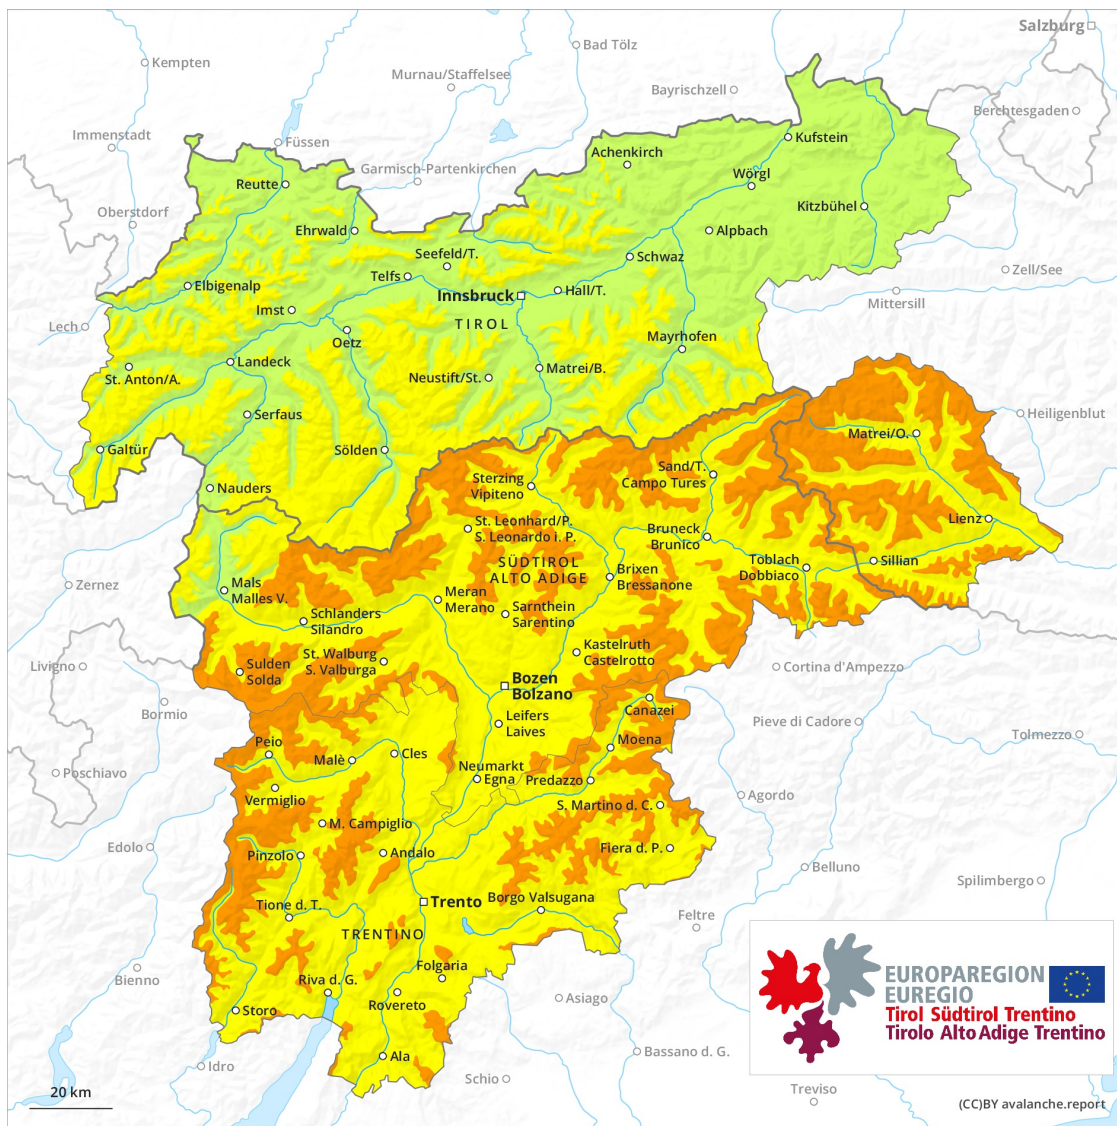 Salzburg
Bad Tölz
Kempten
Murnau/Staffelsee
Bayrischzell
Berchtesgaden
Immenstadt
Füssen
Kufstein
Achenkirch
Garmisch-Partenkirchen
Wörgl
Reutte
Oberstdorf
Kitzbühel
Ehrwald
Alpbach
Seefeld/T.
Schwaz
Zell/See
Telfs
Elbigenalp
Innsbruck
Hall/T.
Mittersill
Imst
Lech
TIROL
Oetz
Mayrhofen
Landeck
Matrei/B.
St. Anton/A.
Neustift/St.
Serfaus
Heiligenblut
Matrei/O.
Galtür
Sölden
Sand/T.
Campo Tures
Sterzing
Vipiteno
Nauders
St. Leonhard/P.
S. Leonardo i. P.
Lienz
Bruneck
Brunico
SÜDTIROL
ALTO ADIGE
Toblach
Dobbiaco
Sillian
Brixen
Bressanone
Zernez
Mals
Malles V.
Meran
Merano
Sarnthein
Sarentino
Schlanders
Silandro
Kastelruth
Castelrotto
St. Walburg
S. Valburga
Livigno
Sulden
Solda
Cortina d'Ampezzo
Bozen
Bolzano
Bormio
Canazei
Leifers
Laives
Pieve di Cadore
Tolmezzo
Peio
Moena
Malè
Cles
Neumarkt
Egna
Predazzo
Poschiavo
Vermiglio
S. Martino d. C.
Agordo
M. Campiglio
Edolo
Pinzolo
Andalo
Fiera d. P.
Belluno
Spilimbergo
Trento
Borgo Valsugana
Tione d. T.
Feltre
TRENTINO
Folgaria
Bienno
Riva d. G.
Rovereto
Asiago
Storo
EUROPAREGION
EUREGIO
Tirol Südtirol Trentino
Tirolo Alto Adige Trentino
Ala
Idro
Bassano d. G.
Schio
20 km
Treviso
(CC)BY avalanche.report